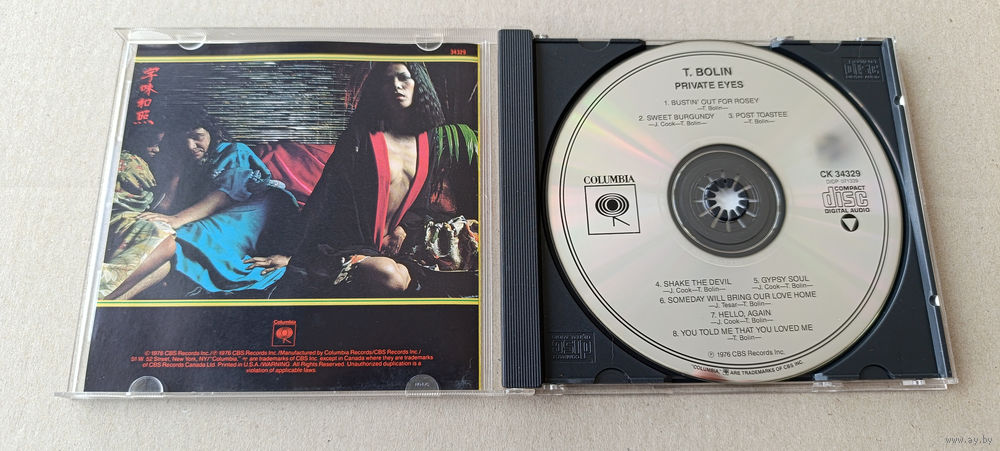 34329
Columbia
© 1976 CBS Records Inc./℗ 1976 CBS Records Inc./Manufactured by Columbia Records/CBS Records Inc./
51 W. 52 Street, New York, NY/"Columbia," are trademarks of CBS Inc. except in Canada where they are trademarks
of CBS Records Canada Ltd. Printed in U.S.A./WARNING: All Rights Reserved. Unauthorized duplication is a
violation of applicable laws.
T. BOLIN
PRIVATE EYES
1. BUSTIN' OUT FOR ROSEY
—T. Bolin—
2. SWEET BURGUNDY 3. POST TOASTEE
—J. Cook—T. Bolin— —T. Bolin—
COLUMBIA
CK 34329
DIDP 071339
COMPACT
disc
DIGITAL AUDIO
4. SHAKE THE DEVIL 5. GYPSY SOUL
—J. Cook—T. Bolin— —J. Cook—T. Bolin—
6. SOMEDAY WILL BRING OUR LOVE HOME
—J. Tesar—T. Bolin—
7. HELLO, AGAIN
—J. Cook—T. Bolin—
8. YOU TOLD ME THAT YOU LOVED ME
—T. Bolin—
℗ 1976 CBS Records Inc.
"COLUMBIA," ARE TRADEMARKS OF CBS INC.
COMPACT
disc
www.ay.by